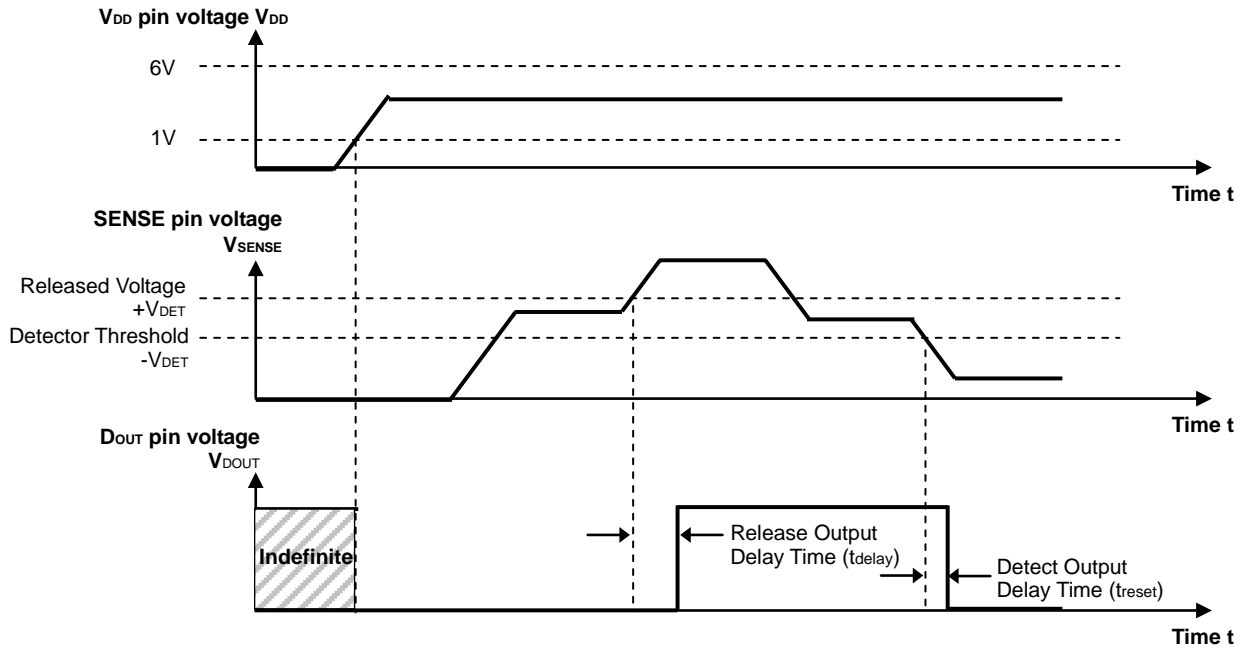 VDD pin voltage VDD
6V
1V
Time t
SENSE pin voltage
VSENSE
Released Voltage
+VDET
Detector Threshold
-VDET
Time t
DOUT pin voltage
VDOUT
Indefinite
Release Output
Delay Time (tdelay)
Detect Output
Delay Time (treset)
Time t